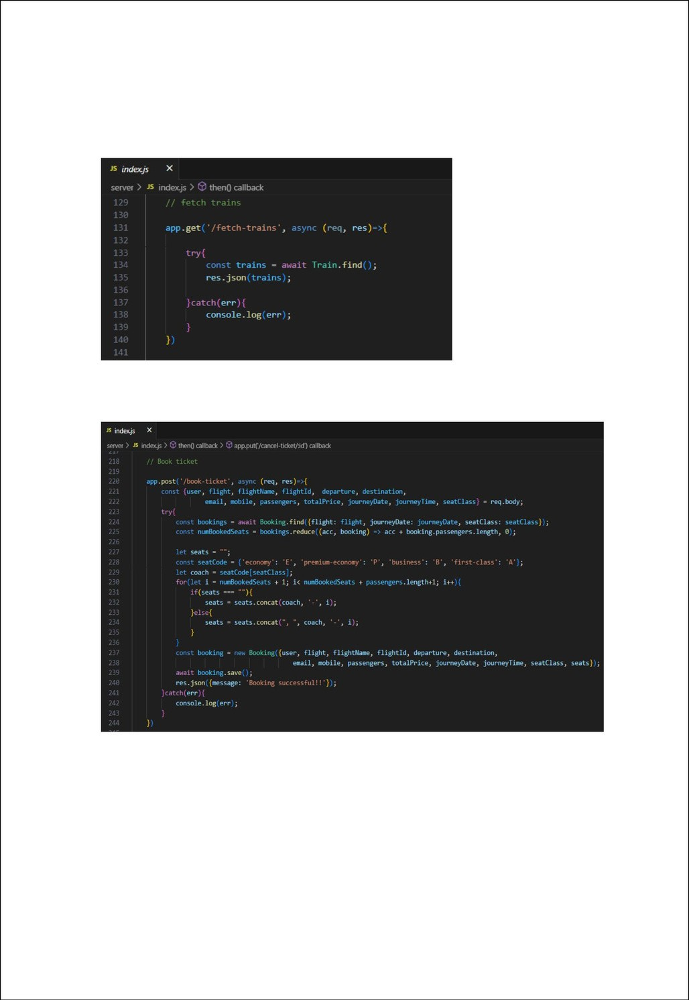 JS index.js ×
server > JS index.js > then() callback
129 // fetch trains
130
131 app.get('/fetch-trains', async (req, res)=>{
132
133 try{
134 const trains = await Train.find();
135 res.json(trains);
136
137 }catch(err){
138 console.log(err);
139 }
140 })
141
JS index.js ×
server > JS index.js > then() callback > app.put('/cancel-ticket/:id') callback
217
218 // Book ticket
219
220 app.post('/book-ticket', async (req, res)=>{
221 const {user, flight, flightName, flightId, departure, destination,
222 email, mobile, passengers, totalPrice, journeyDate, journeyTime, seatClass} = req.body;
223 try{
224 const bookings = await Booking.find({flight: flight, journeyDate: journeyDate, seatClass: seatClass});
225 const numBookedSeats = bookings.reduce((acc, booking) => acc + booking.passengers.length, 0);
226
227 let seats = "";
228 const seatCode = {'economy': 'E', 'premium-economy': 'P', 'business': 'B', 'first-class': 'A'};
229 let coach = seatCode[seatClass];
230 for(let i = numBookedSeats + 1; i< numBookedSeats + passengers.length+1; i++){
231 if(seats === ""){
232 seats = seats.concat(coach, '-', i);
233 }else{
234 seats = seats.concat(", ", coach, '-', i);
235 }
236 }
237 const booking = new Booking({user, flight, flightName, flightId, departure, destination,
238 email, mobile, passengers, totalPrice, journeyDate, journeyTime, seatClass, seats});
239 await booking.save();
240 res.json({message: 'Booking successful!!'});
241 }catch(err){
242 console.log(err);
243 }
244 })